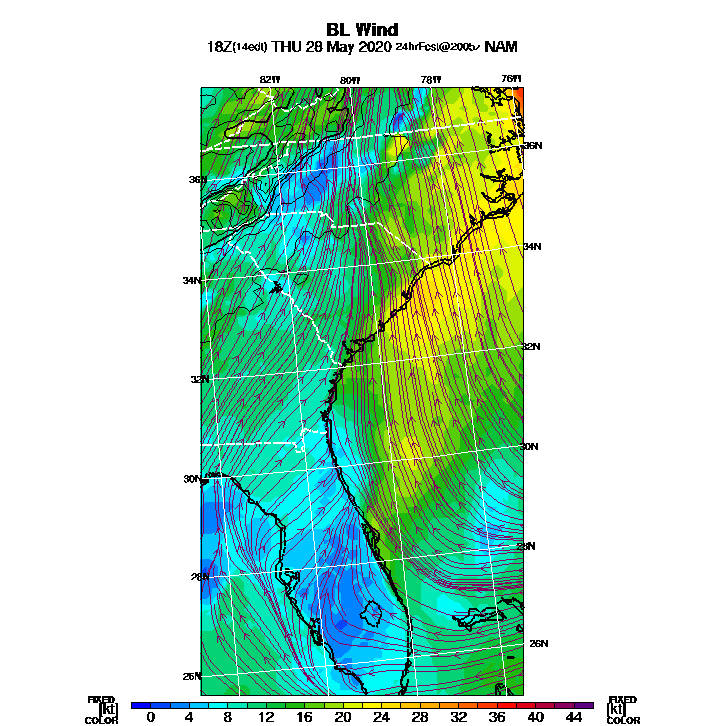 BL Wind
18Z (14edt) THU 28 May 2020 24hrFcst@2005z NAM
82W 80W 78W 76W
36N
36N
34N
34N
32N
32N
30N
30N
28N
28N
26N
26N
FIXED FIXED
[kt] 0 4 8 12 16 20 24 28 32 36 40 44 [kt]
COLOR COLOR